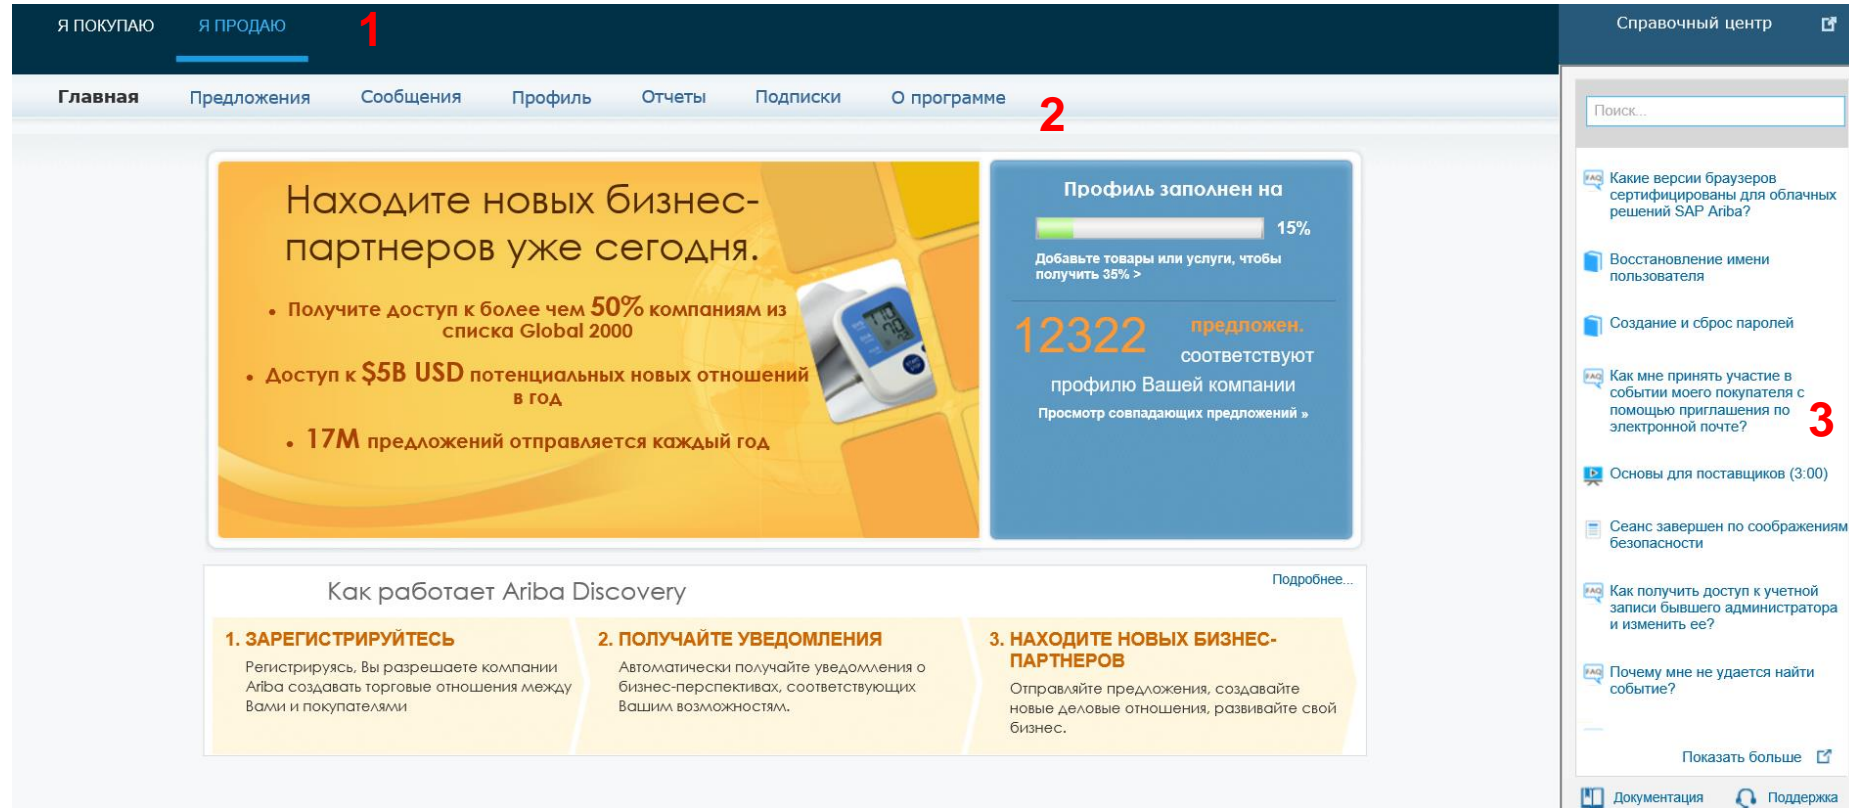 Я ПОКУПАЮ Я ПРОДАЮ 1
Справочный центр
Главная Предложения Сообщения Профиль Отчеты Подписки О программе 2
Находите новых бизнес-
партнеров уже сегодня.
• Получите доступ к более чем 50% компаниям из
списка Global 2000
• Доступ к $5B USD потенциальных новых отношений
в год
• 17M предложений отправляется каждый год
Профиль заполнен на
15%
Добавьте товары или услуги, чтобы
получить 35% >
12322 предложен.
соответствуют
профилю Вашей компании
Просмотр совпадающих предложений »
Как работает Ariba Discovery
Подробнее...
1. ЗАРЕГИСТРИРУЙТЕСЬ
Регистрируясь, Вы разрешаете компании
Ariba создавать торговые отношения между
Вами и покупателями
2. ПОЛУЧАЙТЕ УВЕДОМЛЕНИЯ
Автоматически получайте уведомления о
бизнес-перспективах, соответствующих
Вашим возможностям.
3. НАХОДИТЕ НОВЫХ БИЗНЕС-
ПАРТНЕРОВ
Отправляйте предложения, создавайте
новые деловые отношения, развивайте свой
бизнес.
Поиск...
FAQ Какие версии браузеров
сертифицированы для облачных
решений SAP Ariba?
Восстановление имени
пользователя
Создание и сброс паролей
FAQ Как мне принять участие в
событии моего покупателя с
помощью приглашения по
электронной почте?
3
Основы для поставщиков (3:00)
Сеанс завершен по соображениям
безопасности
FAQ Как получить доступ к учетной
записи бывшего администратора
и изменить ее?
FAQ Почему мне не удается найти
событие?
Показать больше
Документация Поддержка